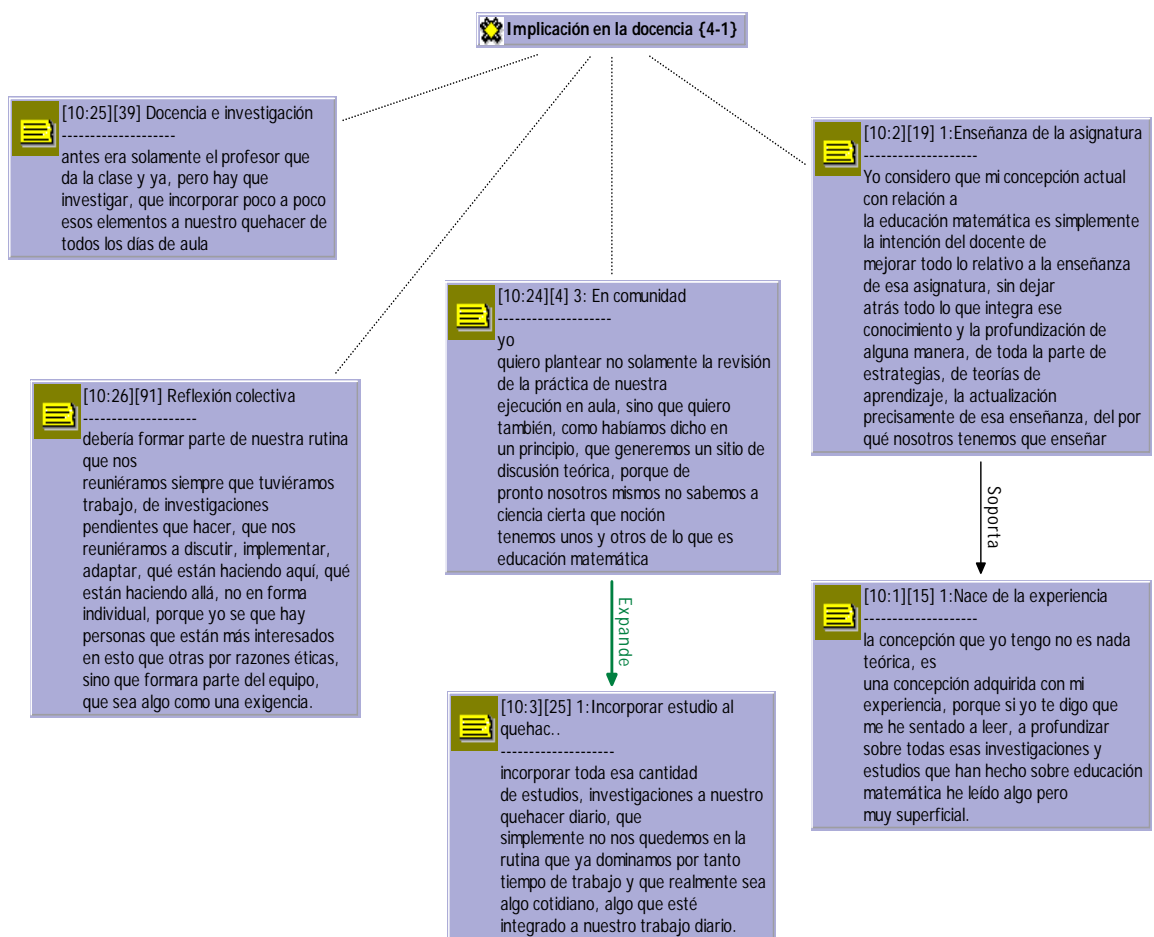 Implicación en la docencia {4-1}
[10:25][39] Docencia e investigación
--------------------
antes era solamente el profesor que
da la clase y ya, pero hay que
investigar, que incorporar poco a poco
esos elementos a nuestro quehacer de
todos los días de aula
[10:2][19] 1:Enseñanza de la asignatura
--------------------
Yo considero que mi concepción actual
con relación a
la educación matemática es simplemente
la intención del docente de
mejorar todo lo relativo a la enseñanza
de esa asignatura, sin dejar
atrás todo lo que integra ese
conocimiento y la profundización de
alguna manera, de toda la parte de
estrategias, de teorías de
aprendizaje, la actualización
precisamente de esa enseñanza, del por
qué nosotros tenemos que enseñar
[10:24][4] 3: En comunidad
--------------------
yo
quiero plantear no solamente la revisión
de la práctica de nuestra
ejecución en aula, sino que quiero
también, como habíamos dicho en
un principio, que generemos un sitio de
discusión teórica, porque de
pronto nosotros mismos no sabemos a
ciencia cierta que noción
tenemos unos y otros de lo que es
educación matemática
[10:26][91] Reflexión colectiva
--------------------
debería formar parte de nuestra rutina
que nos
reuniéramos siempre que tuviéramos
trabajo, de investigaciones
pendientes que hacer, que nos
reuniéramos a discutir, implementar,
adaptar, qué están haciendo aquí, qué
están haciendo allá, no en forma
individual, porque yo se que hay
personas que están más interesados
en esto que otras por razones éticas,
sino que formara parte del equipo,
que sea algo como una exigencia.
Soporta
Expande
[10:1][15] 1:Nace de la experiencia
--------------------
la concepción que yo tengo no es nada
teórica, es
una concepción adquirida con mi
experiencia, porque si yo te digo que
me he sentado a leer, a profundizar
sobre todas esas investigaciones y
estudios que han hecho sobre educación
matemática he leído algo pero
muy superficial.
[10:3][25] 1:Incorporar estudio al
quehac..
--------------------
incorporar toda esa cantidad
de estudios, investigaciones a nuestro
quehacer diario, que
simplemente no nos quedemos en la
rutina que ya dominamos por tanto
tiempo de trabajo y que realmente sea
algo cotidiano, algo que esté
integrado a nuestro trabajo diario.